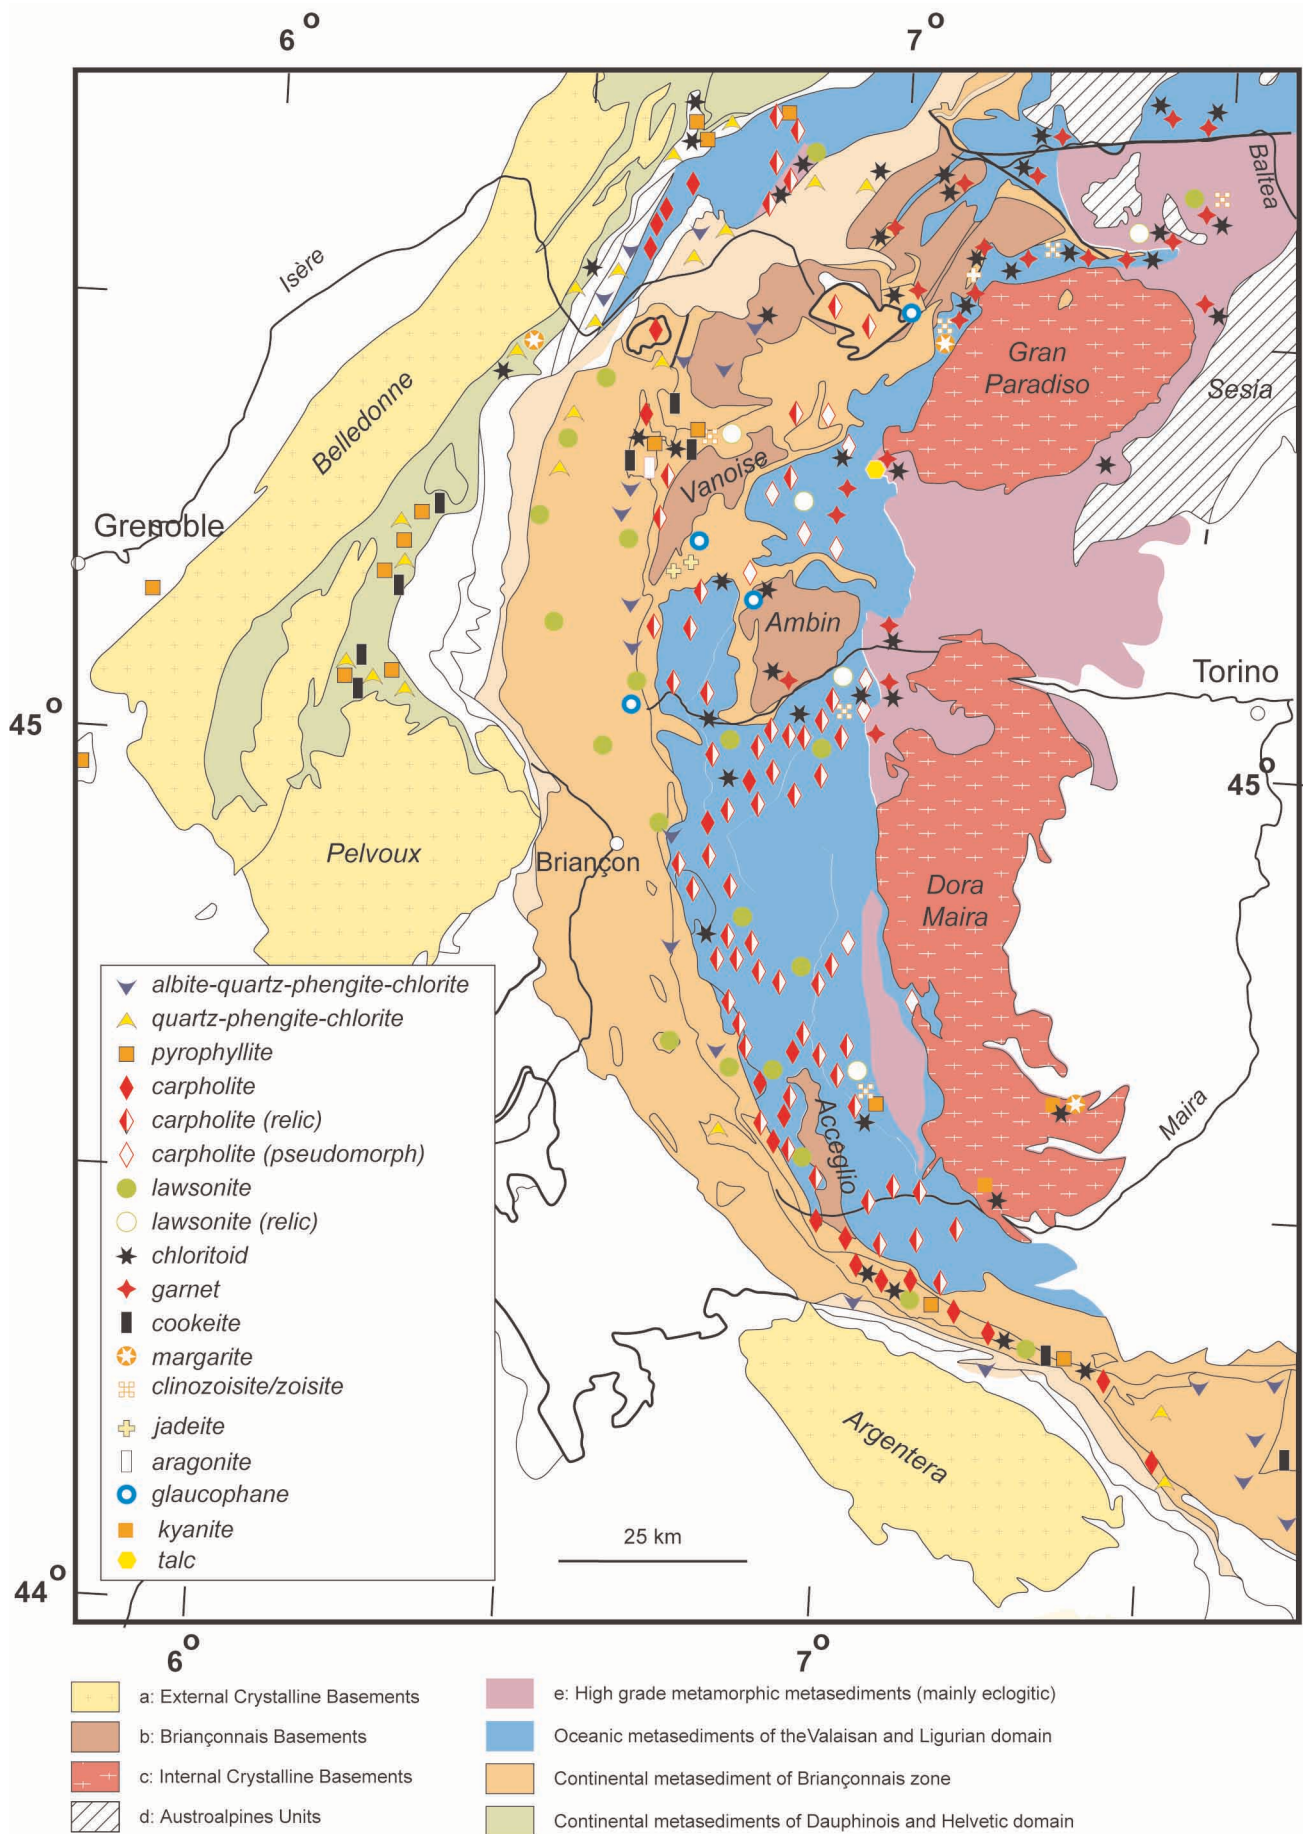 6°
7°
Isère
Baltea
Gran
Paradiso
Sesia
Belledonne
Vanoise
Grenoble
Ambin
Torino
45°
45°
Pelvoux
Briançon
Dora
Maira
albite-quartz-phengite-chlorite
quartz-phengite-chlorite
pyrophyllite
carpholite
carpholite (relic)
carpholite (pseudomorph)
lawsonite
lawsonite (relic)
chloritoid
garnet
cookeite
margarite
clinozoisite/zoisite
jadeite
aragonite
glaucophane
kyanite
talc
Acceglio
Maira
Argentera
25 km
44°
6°
7°
a: External Crystalline Basements
b: Briançonnais Basements
c: Internal Crystalline Basements
d: Austroalpines Units
e: High grade metamorphic metasediments (mainly eclogitic)
Oceanic metasediments of theValaisan and Ligurian domain
Continental metasediment of Briançonnais zone
Continental metasediments of Dauphinois and Helvetic domain